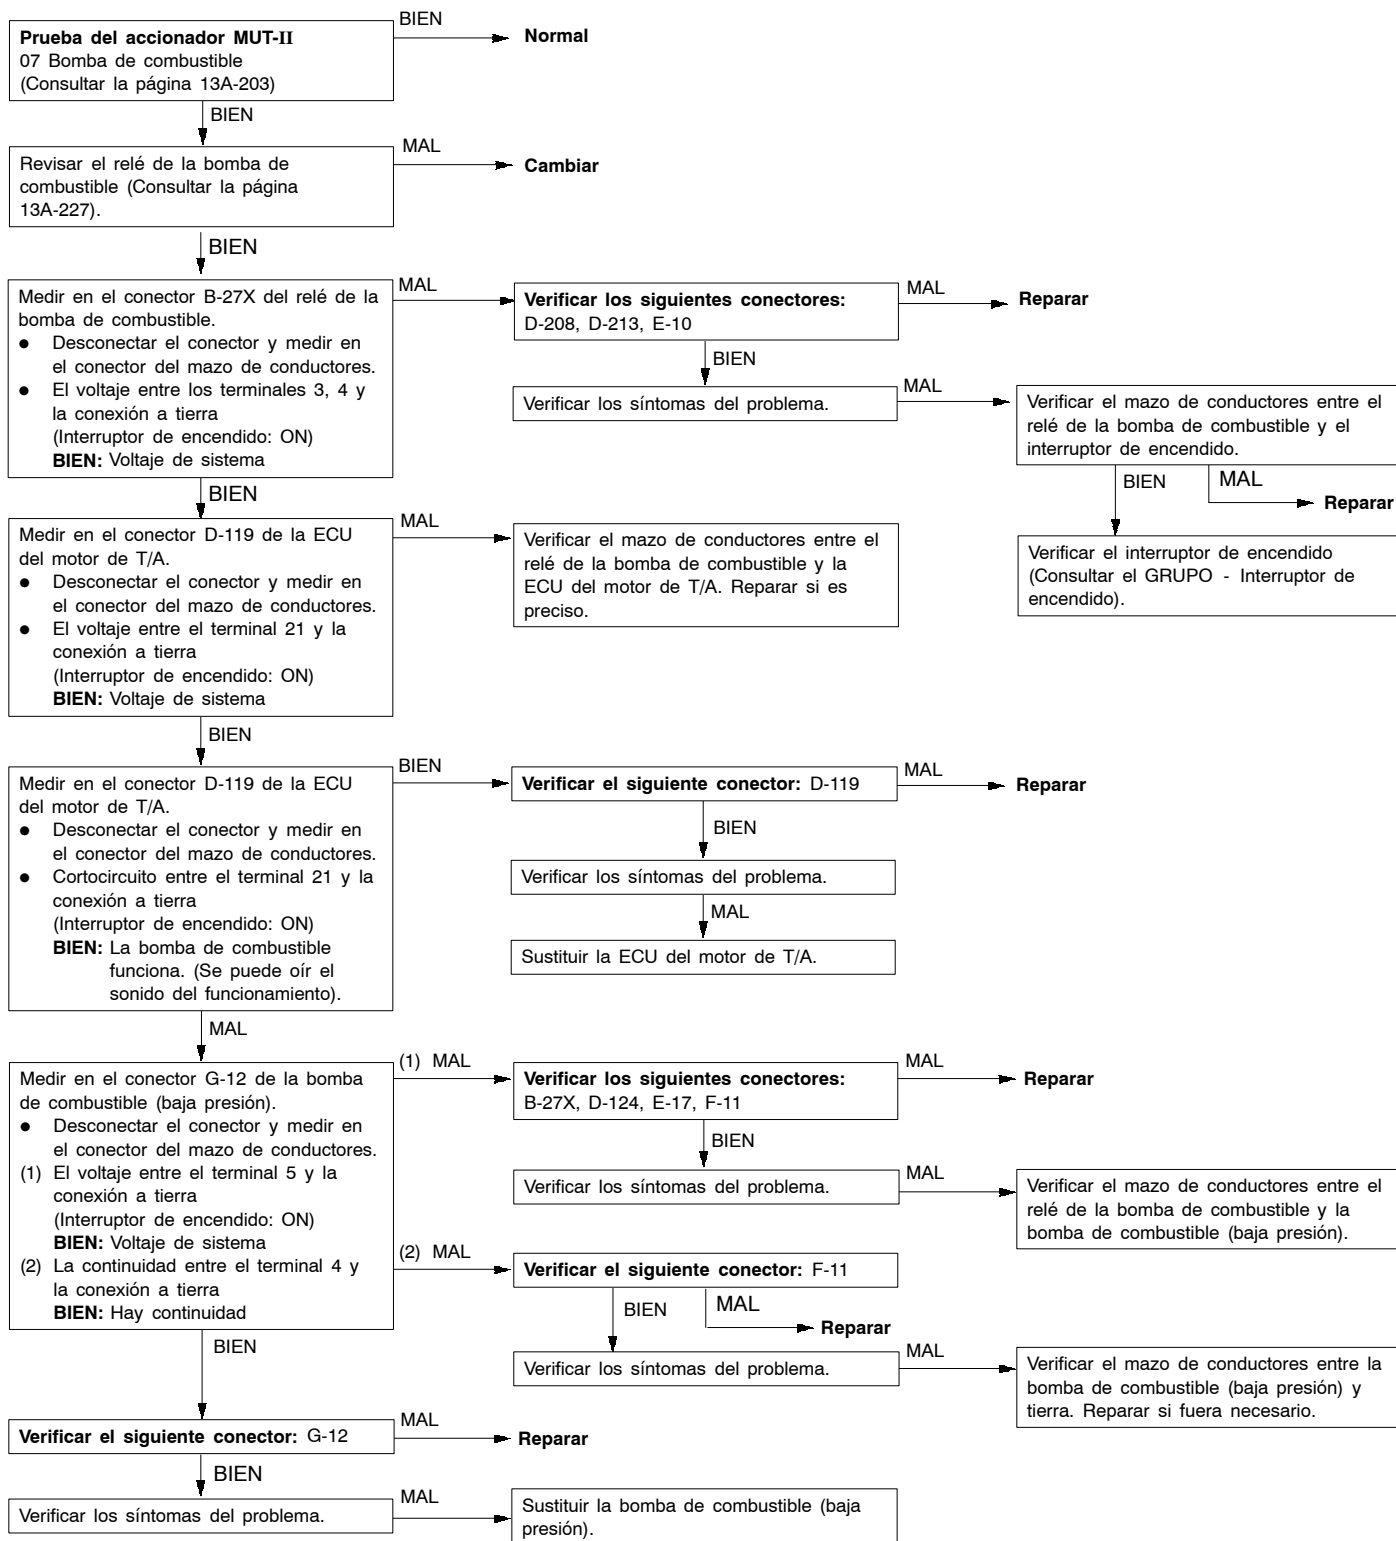 Prueba del accionador MUT-II
07 Bomba de combustible
(Consultar la página 13A-203)
BIEN
Normal
BIEN
Revisar el relé de la bomba de
combustible (Consultar la página
13A-227).
MAL
Cambiar
BIEN
Medir en el conector B-27X del relé de la
bomba de combustible.
● Desconectar el conector y medir en
el conector del mazo de conductores.
● El voltaje entre los terminales 3, 4 y
la conexión a tierra
(Interruptor de encendido: ON)
BIEN: Voltaje de sistema
MAL
Verificar los siguientes conectores:
D-208, D-213, E-10
MAL
Reparar
BIEN
Verificar los síntomas del problema.
MAL
Verificar el mazo de conductores entre el
relé de la bomba de combustible y el
interruptor de encendido.
BIEN
MAL
Reparar
Verificar el interruptor de encendido
(Consultar el GRUPO - Interruptor de
encendido).
BIEN
Medir en el conector D-119 de la ECU
del motor de T/A.
● Desconectar el conector y medir en
el conector del mazo de conductores.
● El voltaje entre el terminal 21 y la
conexión a tierra
(Interruptor de encendido: ON)
BIEN: Voltaje de sistema
MAL
Verificar el mazo de conductores entre el
relé de la bomba de combustible y la
ECU del motor de T/A. Reparar si es
preciso.
BIEN
Medir en el conector D-119 de la ECU
del motor de T/A.
● Desconectar el conector y medir en
el conector del mazo de conductores.
● Cortocircuito entre el terminal 21 y la
conexión a tierra
(Interruptor de encendido: ON)
BIEN: La bomba de combustible
funciona. (Se puede oír el
sonido del funcionamiento).
BIEN
Verificar el siguiente conector: D-119
MAL
Reparar
BIEN
Verificar los síntomas del problema.
MAL
Sustituir la ECU del motor de T/A.
MAL
Medir en el conector G-12 de la bomba
de combustible (baja presión).
● Desconectar el conector y medir en
el conector del mazo de conductores.
(1) El voltaje entre el terminal 5 y la
conexión a tierra
(Interruptor de encendido: ON)
BIEN: Voltaje de sistema
(2) La continuidad entre el terminal 4 y
la conexión a tierra
BIEN: Hay continuidad
(1) MAL
Verificar los siguientes conectores:
B-27X, D-124, E-17, F-11
MAL
Reparar
BIEN
Verificar los síntomas del problema.
MAL
Verificar el mazo de conductores entre el
relé de la bomba de combustible y la
bomba de combustible (baja presión).
(2) MAL
Verificar el siguiente conector: F-11
BIEN
MAL
Reparar
Verificar los síntomas del problema.
MAL
Verificar el mazo de conductores entre la
bomba de combustible (baja presión) y
tierra. Reparar si fuera necesario.
BIEN
Verificar el siguiente conector: G-12
MAL
Reparar
BIEN
Verificar los síntomas del problema.
MAL
Sustituir la bomba de combustible (baja
presión).